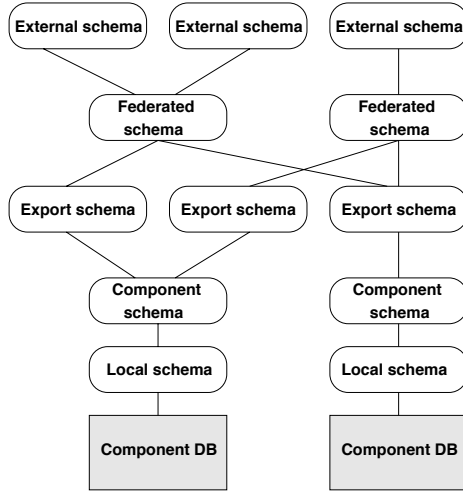 External schema
External schema
External schema
Federated
schema
Federated
schema
Export schema
Export schema
Export schema
Component
schema
Component
schema
Local schema
Local schema
Component DB
Component DB